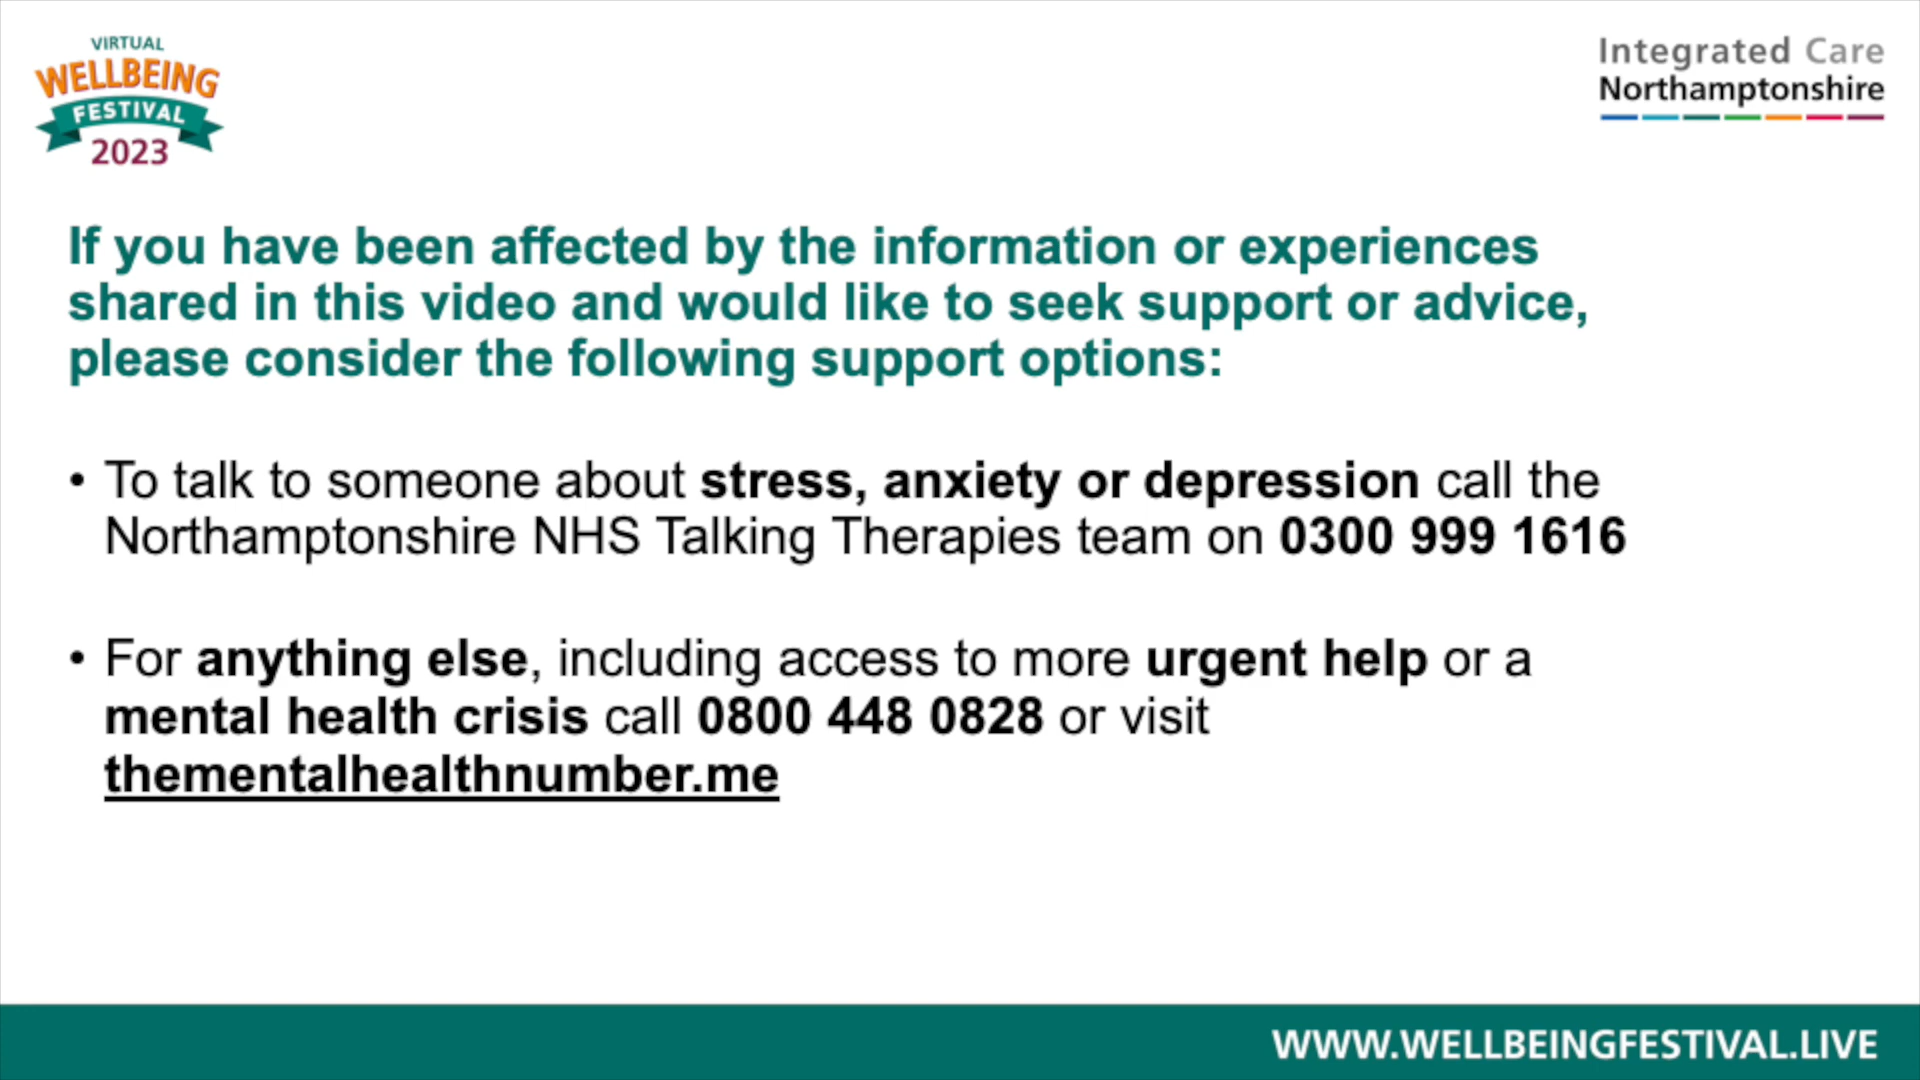 VIRTUAL
WELLBEING
FESTIVAL
2023
Integrated Care
Northamptonshire
If you have been affected by the information or experiences
shared in this video and would like to seek support or advice,
please consider the following support options:
• To talk to someone about stress, anxiety or depression call the
Northamptonshire NHS Talking Therapies team on 0300 999 1616
• For anything else, including access to more urgent help or a
mental health crisis call 0800 448 0828 or visit
thementalhealthnumber.me
WWW.WELLBEINGFESTIVAL.LIVE